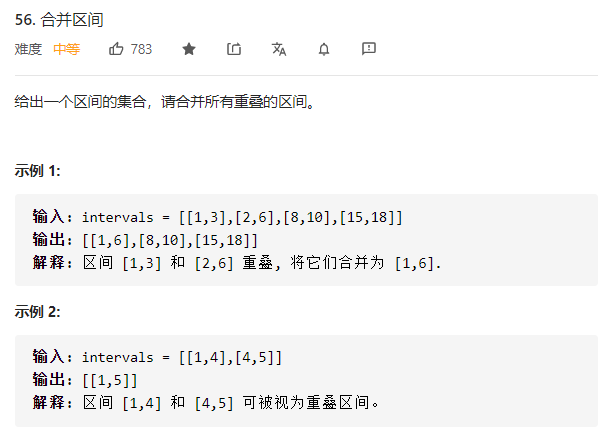 56. 合并区间
难度 中等 783
给出一个区间的集合，请合并所有重叠的区间。
示例 1:
输入：intervals = [[1,3],[2,6],[8,10],[15,18]]
输出：[[1,6],[8,10],[15,18]]
解释：区间 [1,3] 和 [2,6] 重叠, 将它们合并为 [1,6].
示例 2:
输入：intervals = [[1,4],[4,5]]
输出：[[1,5]]
解释：区间 [1,4] 和 [4,5] 可被视为重叠区间。